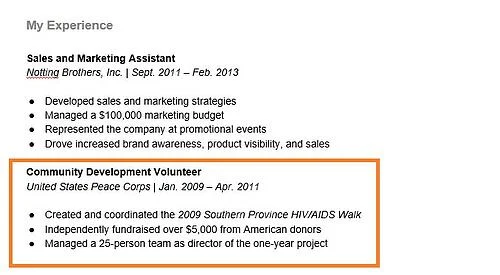 My Experience
Sales and Marketing Assistant
Notting Brothers, Inc. | Sept. 2011 – Feb. 2013
● Developed sales and marketing strategies
● Managed a $100,000 marketing budget
● Represented the company at promotional events
● Drove increased brand awareness, product visibility, and sales
Community Development Volunteer
United States Peace Corps | Jan. 2009 – Apr. 2011
● Created and coordinated the 2009 Southern Province HIV/AIDS Walk
● Independently fundraised over $5,000 from American donors
● Managed a 25-person team as director of the one-year project